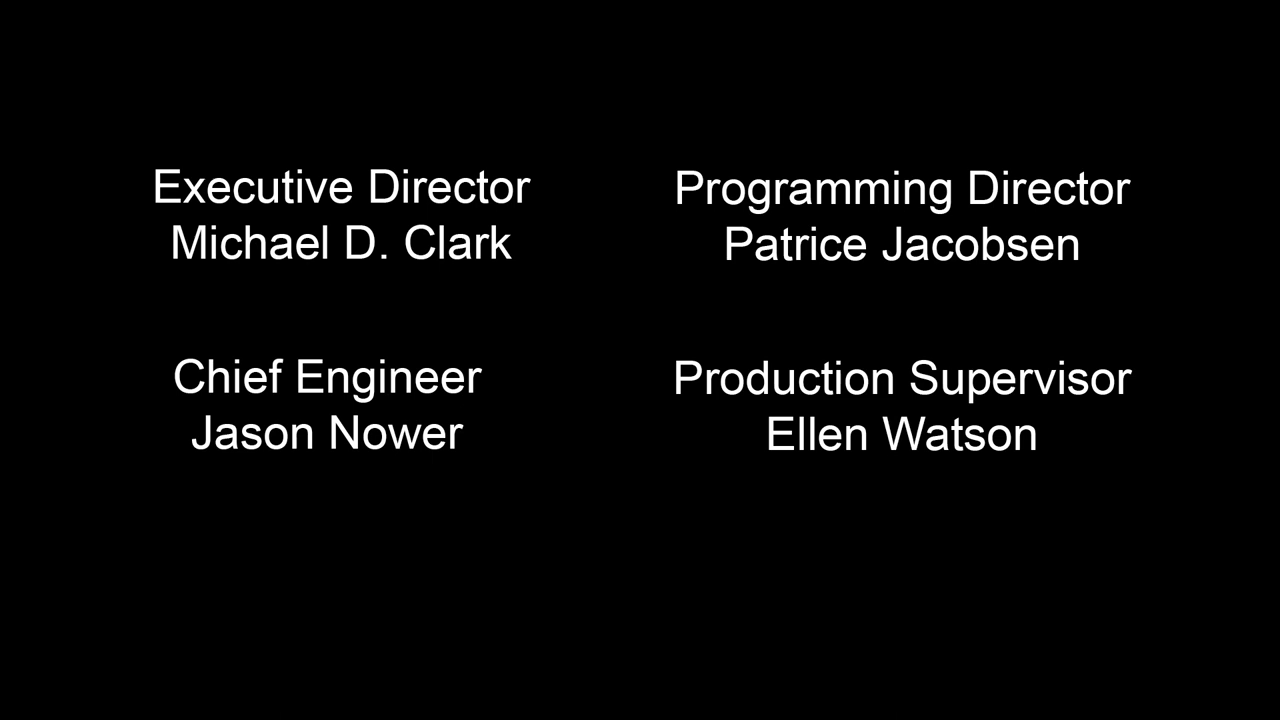 Executive Director
Michael D. Clark
Programming Director
Patrice Jacobsen
Chief Engineer
Jason Nower
Production Supervisor
Ellen Watson